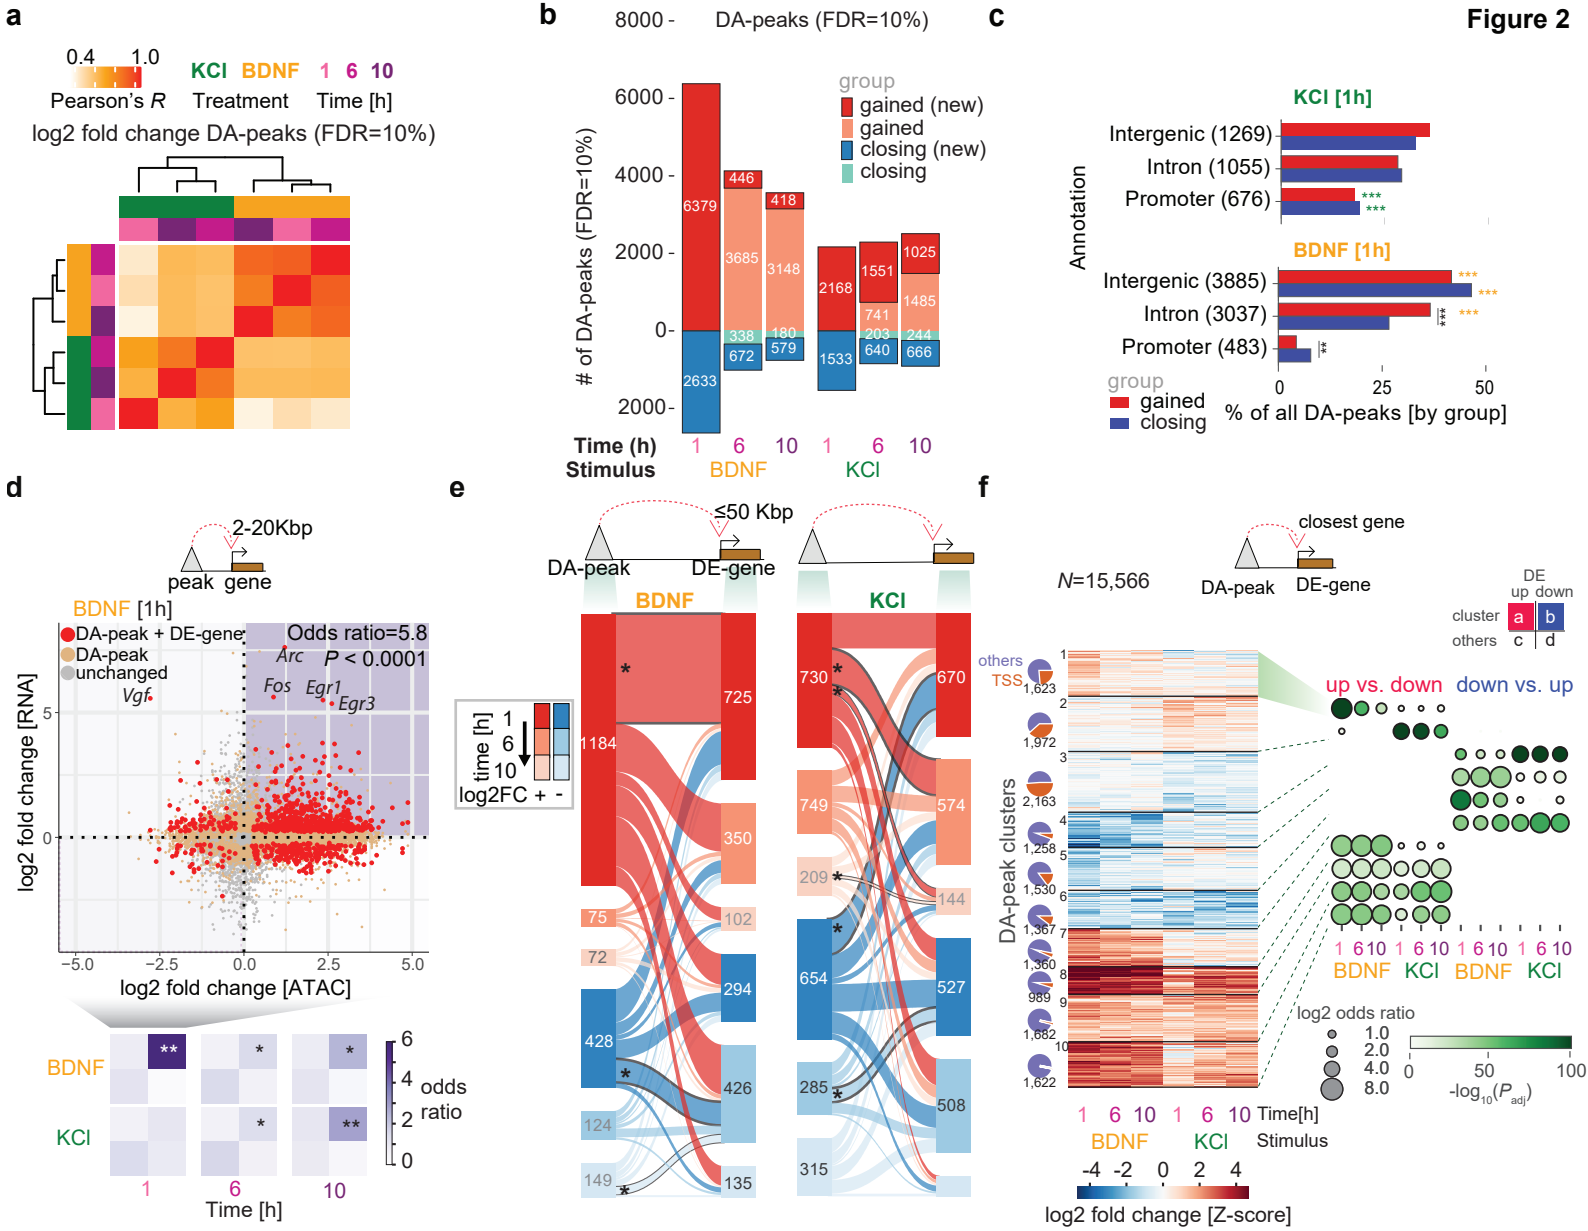 Figure 2
a
0.4 1.0
Pearson's R
KCl BDNF
Treatment
1 6 10
Time [h]
log2 fold change DA-peaks (FDR=10%)
b
DA-peaks (FDR=10%)
# of DA-peaks (FDR=10%)
8000
6000
4000
2000
0
2000
group
gained (new)
gained
closing (new)
closing
6379
2633
446
3685
338
672
418
3148
180
579
2168
1533
1551
741
203
640
1025
1485
244
666
Time (h) 1 6 10 1 6 10
Stimulus BDNF KCl
c
Annotation
KCl [1h]
Intergenic (1269)
Intron (1055)
Promoter (676) ***
***
BDNF [1h]
Intergenic (3885) ***
***
Intron (3037) *** ***
Promoter (483) **
0 25 50
% of all DA-peaks [by group]
group
gained
closing
d
2-20Kbp
peak gene
BDNF [1h]
DA-peak + DE-gene
DA-peak
unchanged
Odds ratio=5.8
P < 0.0001
Arc
Vgf
Fos
Egr1
Egr3
log2 fold change [RNA]
5
0
−5.0 −2.5 0.0 2.5 5.0
log2 fold change [ATAC]
BDNF ** * *
KCl * **
1 6 10
Time [h]
6
4
2
0
odds
ratio
e
≤50 Kbp
DA-peak DE-gene
BDNF KCl
time [h]
1
6
10
log2FC + -
1184
75
72
428
124
149
725
350
102
294
426
135
* * *
730
749
209
654
285
315
670
574
144
527
508
* * * * *
f
closest gene
DA-peak DE-gene
N=15,566
DE
up down
cluster a b
others c d
others
TSS
DA-peak clusters
1
1,623
2
1,972
3
2,163
4
1,258
5
1,530
6
1,367
7
1,360
8
989
9
1,682
10
1,622
up vs. down down vs. up
1 6 10 1 6 10 1 6 10 1 6 10
BDNF KCl BDNF KCl
log2 odds ratio
1.0
2.0
4.0
8.0
0 50 100
-log10(Padj)
1 6 10 1 6 10 Time[h]
BDNF KCl Stimulus
-4 -2 0 2 4
log2 fold change [Z-score]